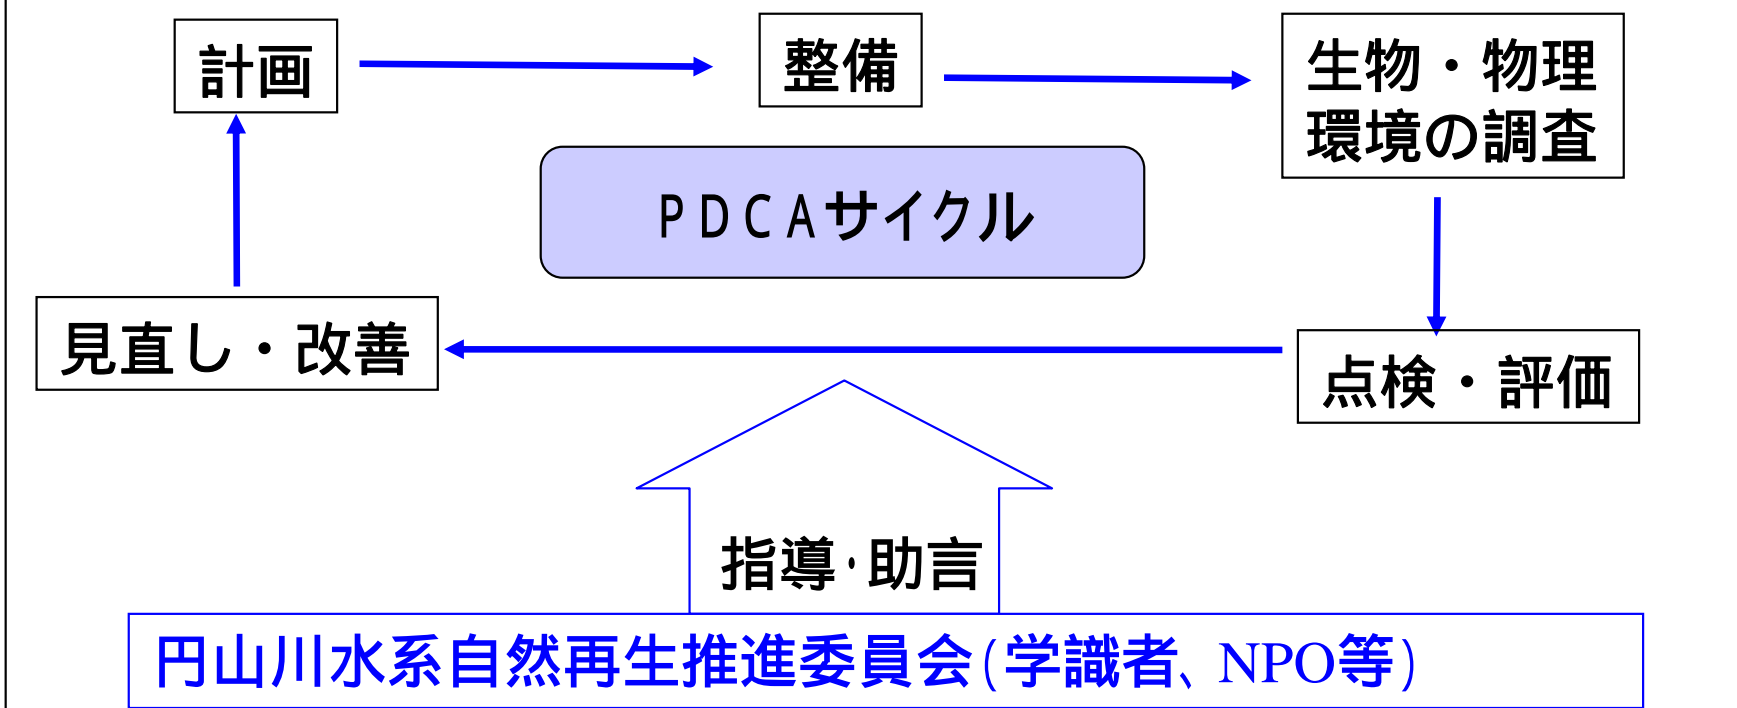 計画
整備
生物・物理
環境の調査
PDCAサイクル
見直し・改善
点検・評価
指導・助言
円山川水系自然再生推進委員会(学識者、NPO等)